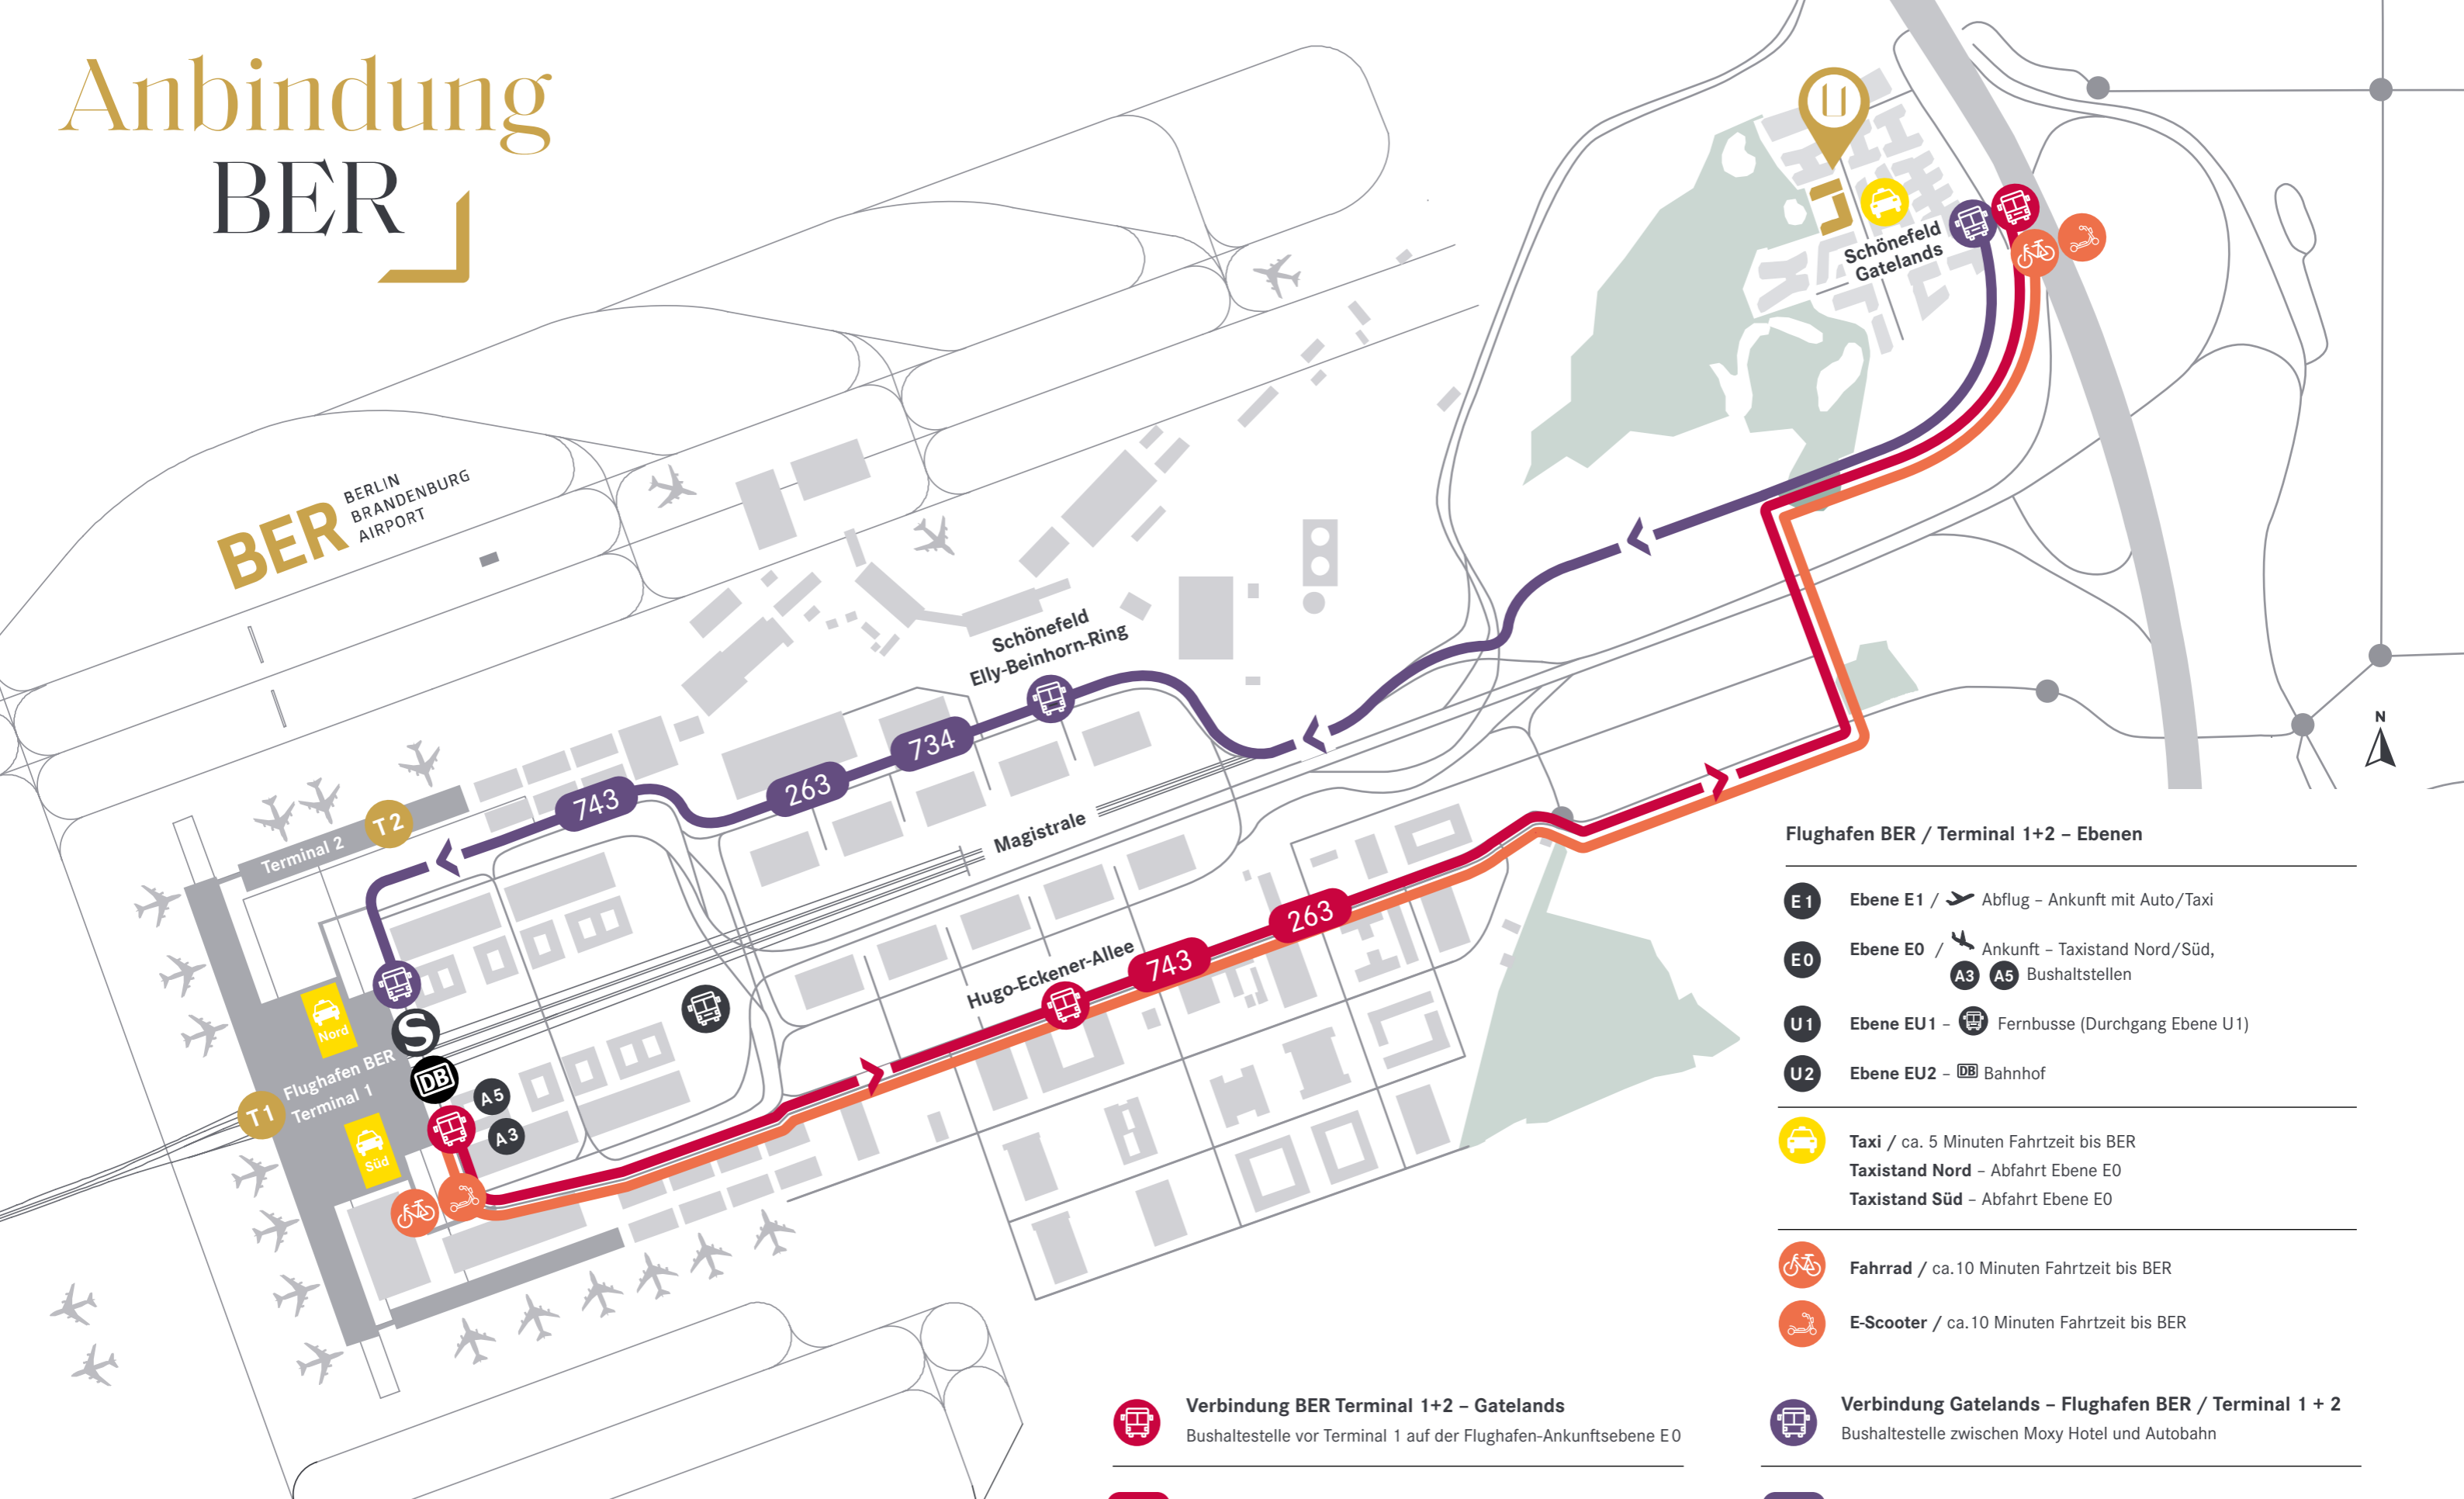 Anbindung
BER
BER
BERLIN
BRANDENBURG
AIRPORT
Schönefeld
Gatelands
Schönefeld
Elly-Beinhorn-Ring
734
263
743
Magistrale
T2
Terminal 2
Nord
S
Flughafen BER
Terminal 1
T1
DB
A5
A3
Süd
Hugo-Eckener-Allee
743
263
N
Flughafen BER / Terminal 1+2 – Ebenen
E1 Ebene E1 / Abflug – Ankunft mit Auto/Taxi
E0 Ebene E0 / Ankunft – Taxistand Nord/Süd,
A3 A5 Bushaltstellen
U1 Ebene EU1 – Fernbusse (Durchgang Ebene U1)
U2 Ebene EU2 – DB Bahnhof
Taxi / ca. 5 Minuten Fahrtzeit bis BER
Taxistand Nord – Abfahrt Ebene E0
Taxistand Süd – Abfahrt Ebene E0
Fahrrad / ca.10 Minuten Fahrtzeit bis BER
E-Scooter / ca.10 Minuten Fahrtzeit bis BER
Verbindung BER Terminal 1+2 – Gatelands
Bushaltestelle vor Terminal 1 auf der Flughafen-Ankunftsebene E0
Verbindung Gatelands – Flughafen BER / Terminal 1 + 2
Bushaltestelle zwischen Moxy Hotel und Autobahn